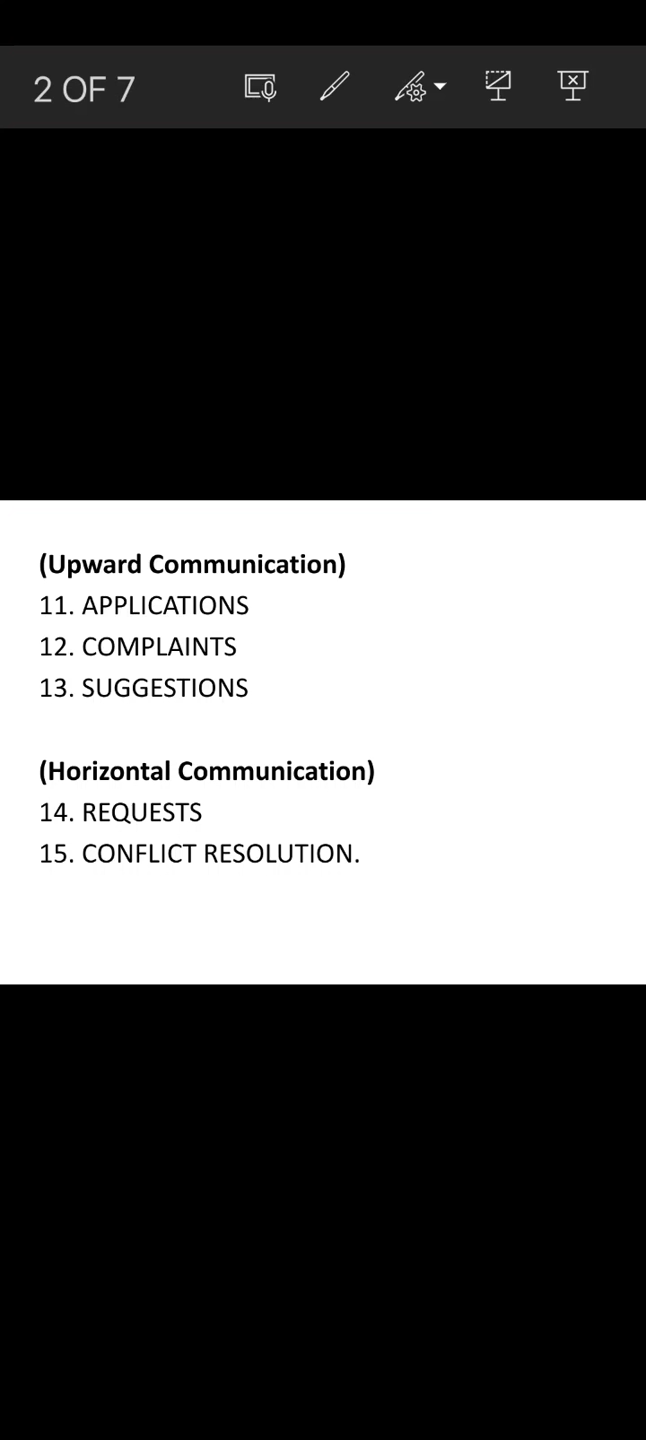 2 OF 7
(Upward Communication)
11. APPLICATIONS
12. COMPLAINTS
13. SUGGESTIONS
(Horizontal Communication)
14. REQUESTS
15. CONFLICT RESOLUTION.